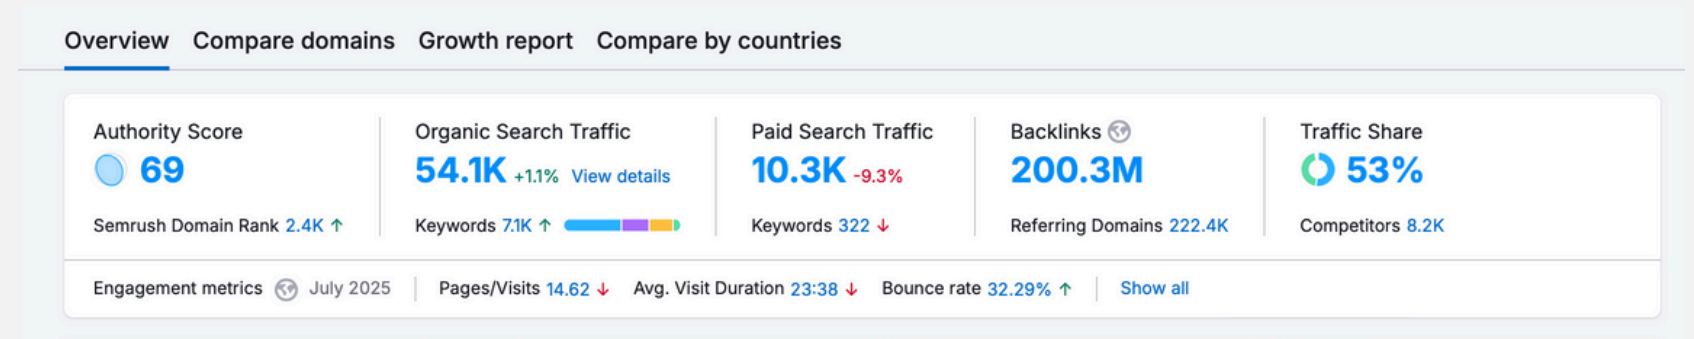 Overview Compare domains Growth report Compare by countries
Authority Score
69
Semrush Domain Rank 2.4K ↑
Organic Search Traffic
54.1K +1.1% View details
Keywords 7.1K ↑
Paid Search Traffic
10.3K -9.3%
Keywords 322 ↓
Backlinks
200.3M
Referring Domains 222.4K
Traffic Share
53%
Competitors 8.2K
Engagement metrics July 2025 Pages/Visits 14.62 ↓ Avg. Visit Duration 23:38 ↓ Bounce rate 32.29% ↑ Show all